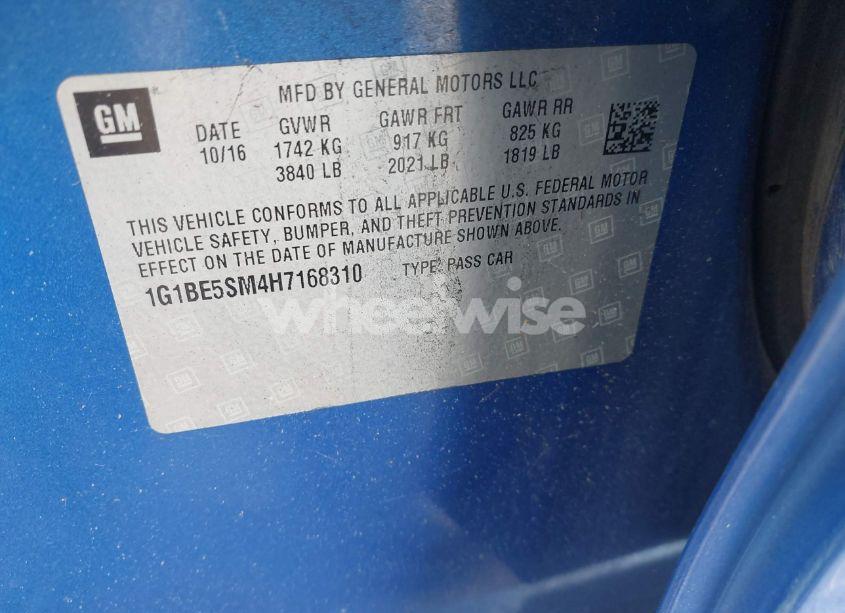 GM
MFD BY GENERAL MOTORS LLC
DATE GVWR GAWR FRT GAWR RR
10/16 1742 KG 917 KG 825 KG
3840 LB 2021 LB 1819 LB
THIS VEHICLE CONFORMS TO ALL APPLICABLE U.S. FEDERAL MOTOR
VEHICLE SAFETY, BUMPER, AND THEFT PREVENTION STANDARDS IN
EFFECT ON THE DATE OF MANUFACTURE SHOWN ABOVE.
1G1BE5SM4H7168310 TYPE: PASS CAR
wheelwise